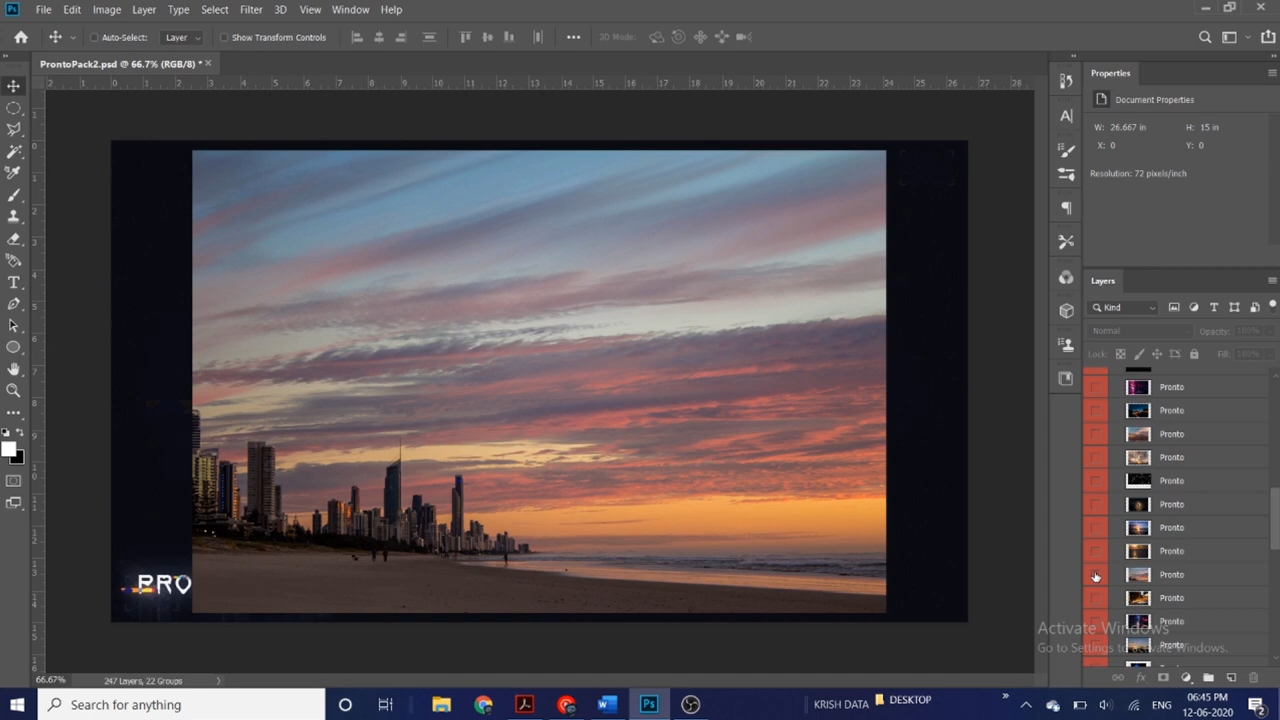 File Edit Image Layer Type Select Filter 3D View Window Help
Auto-Select: Layer Show Transform Controls 3D Mode:
ProntoPack2.psd @ 66.7% (RGB/8) *
Properties
Document Properties
W: 26.667 in H: 15 in
X: 0 Y: 0
Resolution: 72 pixels/inch
Layers
Kind
Normal Opacity: 100%
Lock: Fill: 100%
Pronto
Pronto
Pronto
Pronto
Pronto
Pronto
Pronto
Pronto
Pronto
Pronto
Pronto
Pronto
PRO
Activate Windows
Go to Settings to activate Windows.
66.67% 247 Layers, 22 Groups
Search for anything
KRISH DATA DESKTOP
ENG
06:45 PM
12-06-2020